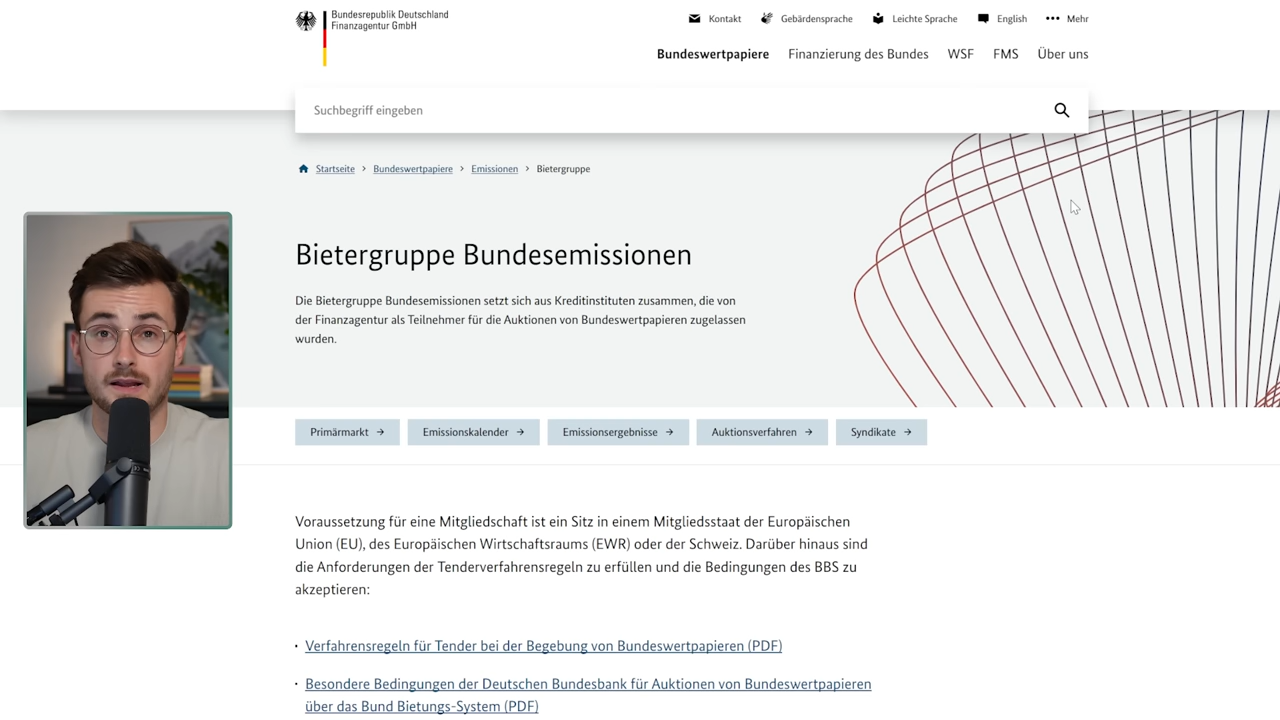 Bundesrepublik Deutschland
Finanzagentur GmbH
Kontakt
Gebärdensprache
Leichte Sprache
English
Mehr
Bundeswertpapiere
Finanzierung des Bundes
WSF
FMS
Über uns
Suchbegriff eingeben
Startseite > Bundeswertpapiere > Emissionen > Bietergruppe
Bietergruppe Bundesemissionen
Die Bietergruppe Bundesemissionen setzt sich aus Kreditinstituten zusammen, die von
der Finanzagentur als Teilnehmer für die Auktionen von Bundeswertpapieren zugelassen
wurden.
Primärmarkt →
Emissionskalender →
Emissionsergebnisse →
Auktionsverfahren →
Syndikate →
Voraussetzung für eine Mitgliedschaft ist ein Sitz in einem Mitgliedsstaat der Europäischen
Union (EU), des Europäischen Wirtschaftsraums (EWR) oder der Schweiz. Darüber hinaus sind
die Anforderungen der Tenderverfahrensregeln zu erfüllen und die Bedingungen des BBS zu
akzeptieren:
· Verfahrensregeln für Tender bei der Begebung von Bundeswertpapieren (PDF)
· Besondere Bedingungen der Deutschen Bundesbank für Auktionen von Bundeswertpapieren
über das Bund Bietungs-System (PDF)